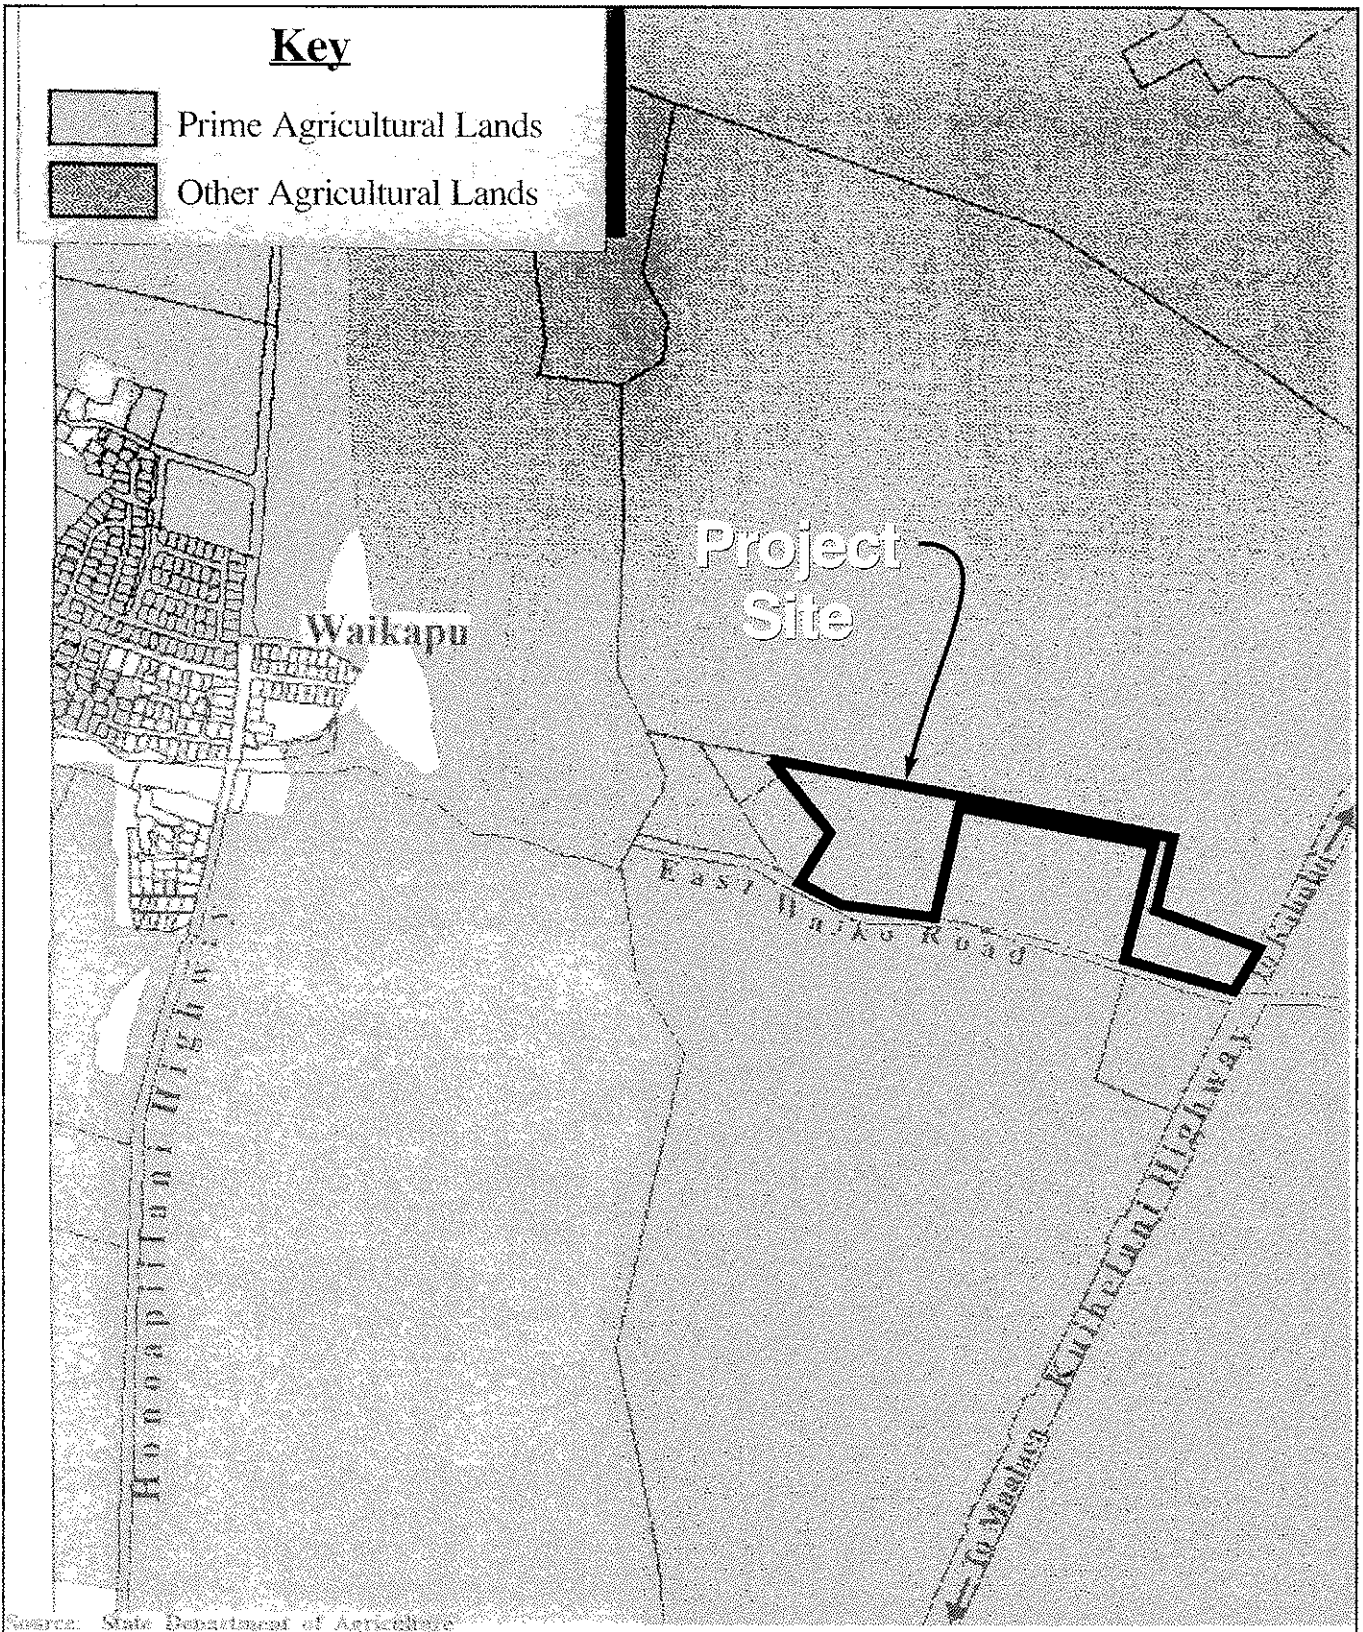 Key
Prime Agricultural Lands
Other Agricultural Lands
Project
Site
Waikapu
East Waiko Road
To Kahului
Honoapiilani Highway
Kuihelani Highway
To Maalaea
Source: State Department of Agriculture